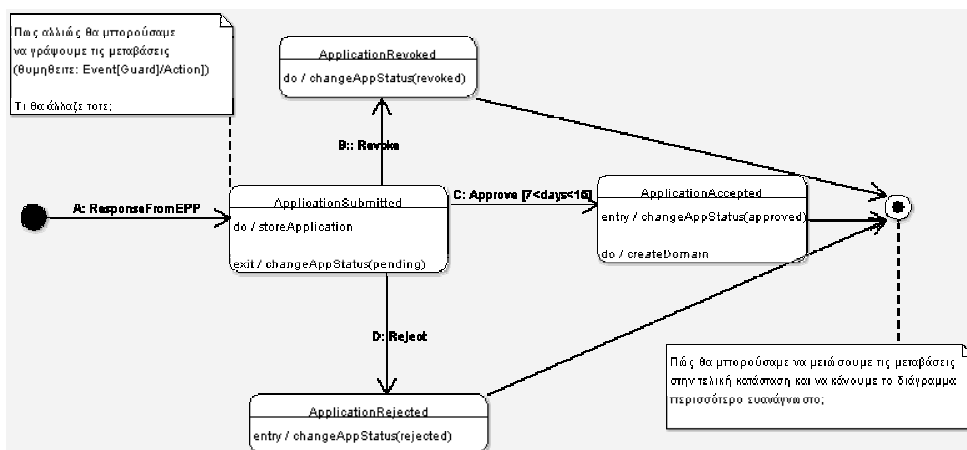 Πως αλλιώς θα μπορούσαμε
να γράψουμε τις μεταβάσεις
(θυμηθειτε: Event[Guard]/Action])
Τι θα άλλαζε τοτε;
ApplicationRevoked
do / changeAppStatus(revoked)
B:: Revoke
A: ResponseFromEPP
ApplicationSubmitted
do / storeApplication
exit / changeAppStatus(pending)
C: Approve [7<days<15]
ApplicationAccepted
entry / changeAppStatus(approved)
do / createDomain
D: Reject
ApplicationRejected
entry / changeAppStatus(rejected)
Πώς θα μπορούσαμε να μειώσουμε τις μεταβάσεις
στην τελική κατάσταση και να κάνουμε το διάγραμμα
περισσότερο ευανάγνωστο;